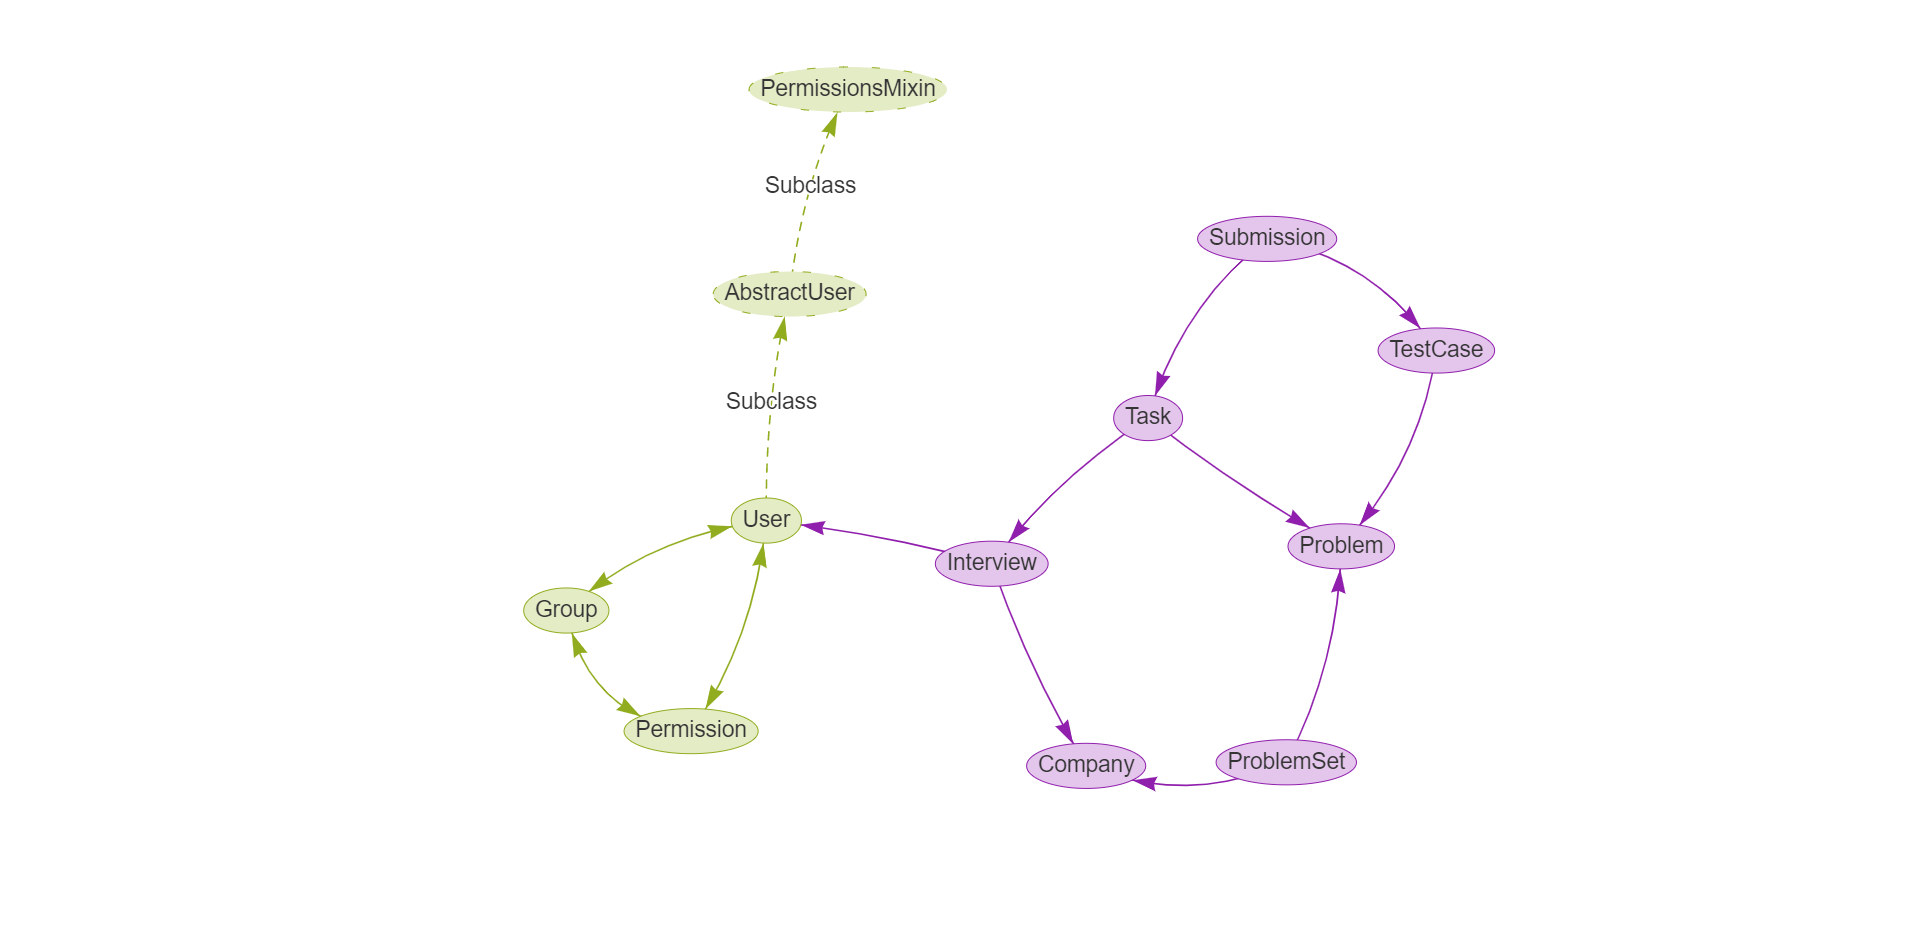 PermissionsMixin
Subclass
Submission
AbstractUser
TestCase
Subclass
Task
User
Problem
Interview
Group
Permission
Company
ProblemSet